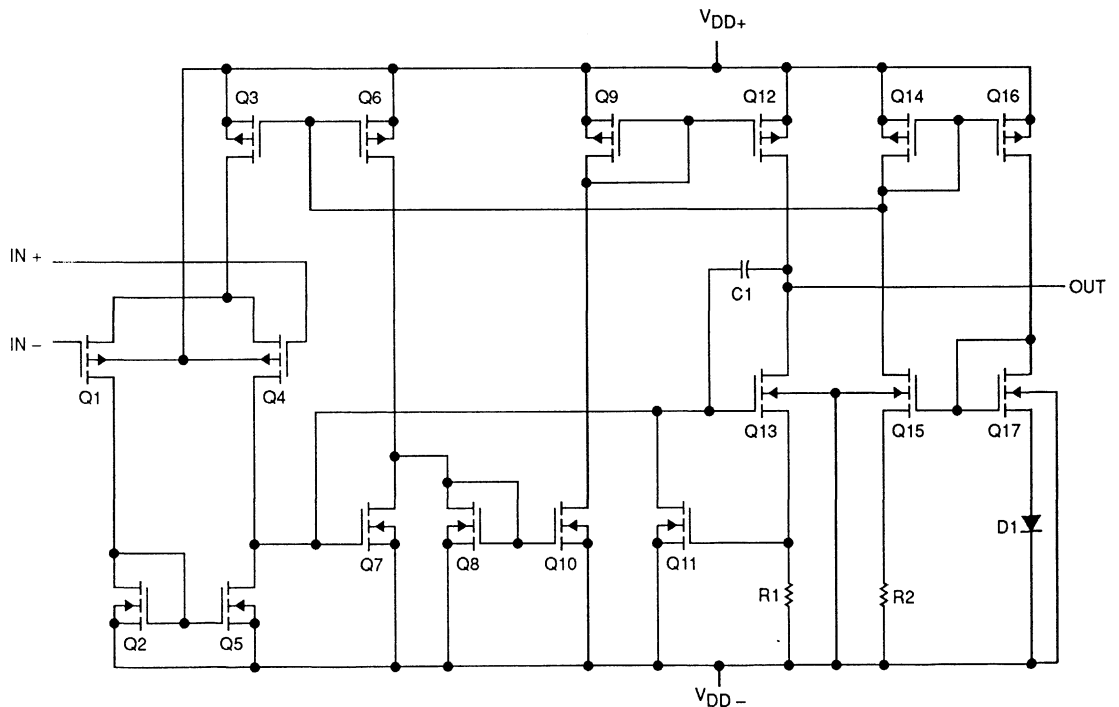 VDD+
Q3
Q6
Q9
Q12
Q14
Q16
IN +
C1
OUT
IN –
Q1
Q4
Q13
Q15
Q17
D1
Q7
Q8
Q10
Q11
R1
R2
Q2
Q5
VDD –